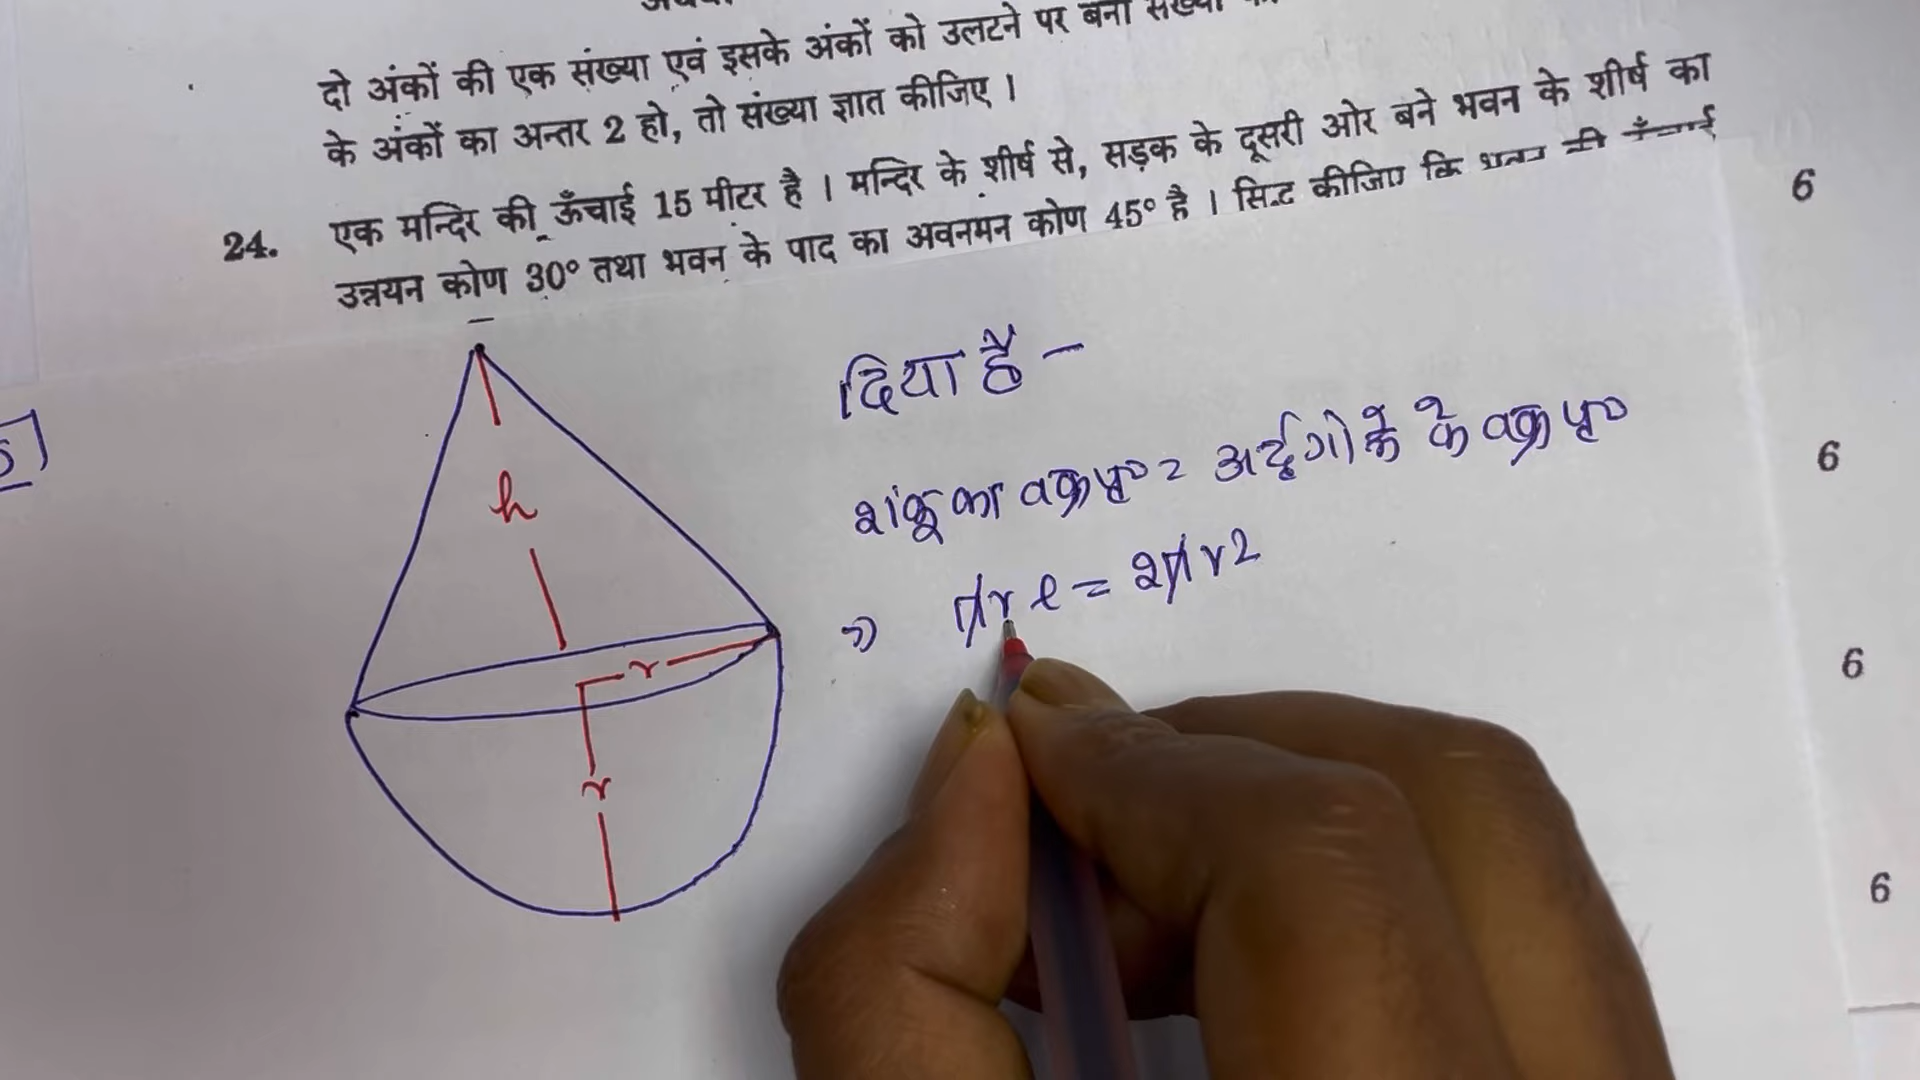 दो अंकों की एक संख्या एवं इसके अंकों को उलटने पर बनी संख्या
के अंकों का अन्तर 2 हो, तो संख्या ज्ञात कीजिए ।
24. एक मन्दिर की ऊँचाई 15 मीटर है । मन्दिर के शीर्ष से, सड़क के दूसरी ओर बने भवन के शीर्ष का
उन्नयन कोण 30° तथा भवन के पाद का अवनमन कोण 45° है । सिद्ध कीजिए कि भवन की ऊँचाई
6
दिया है –
शंकु का वक्र पृ० = अर्द्धगोले के वक्र पृ०
6
⇒ πrl = 2πr2
6
6
h
r
r